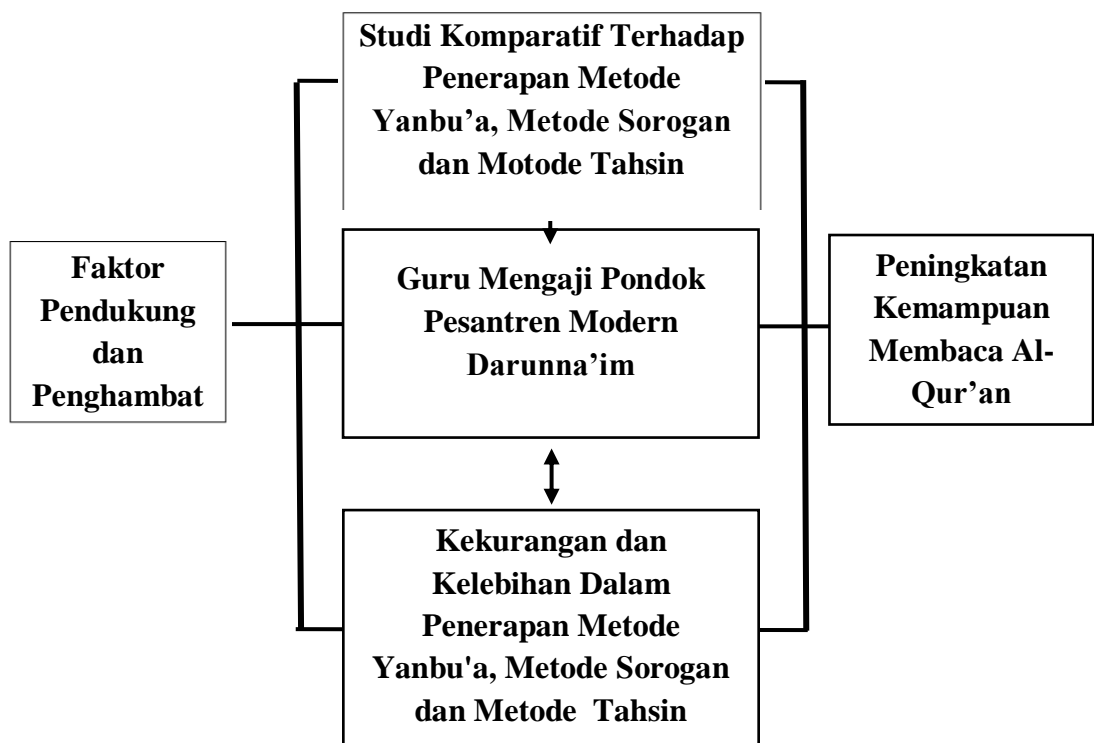 Studi Komparatif Terhadap
Penerapan Metode
Yanbu’a, Metode Sorogan
dan Motode Tahsin
Faktor
Pendukung
dan
Penghambat
Guru Mengaji Pondok
Pesantren Modern
Darunna’im
Peningkatan
Kemampuan
Membaca Al-
Qur’an
Kekurangan dan
Kelebihan Dalam
Penerapan Metode
Yanbu'a, Metode Sorogan
dan Metode Tahsin